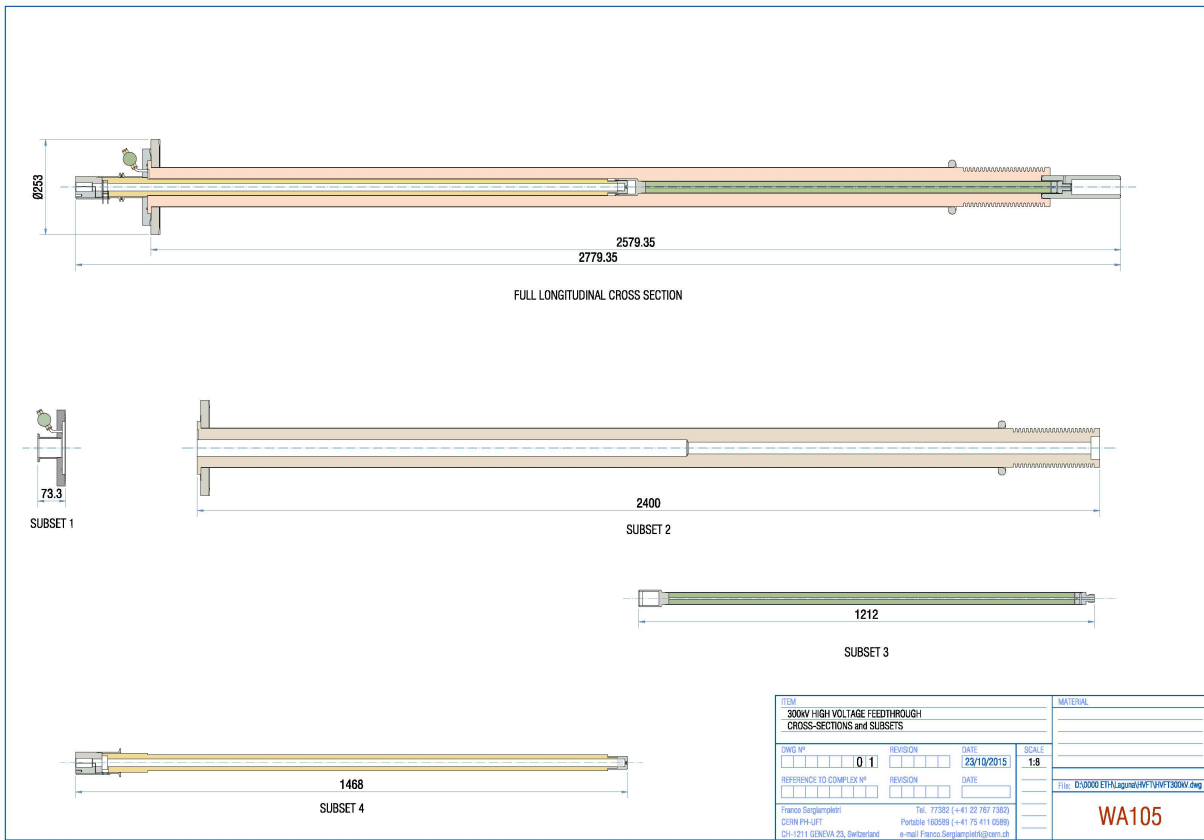 Ø253
2579.35
2779.35
FULL LONGITUDINAL CROSS SECTION
73.3
SUBSET 1
2400
SUBSET 2
1212
SUBSET 3
1468
SUBSET 4
ITEM
300kV HIGH VOLTAGE FEEDTHROUGH
CROSS-SECTIONS and SUBSETS
MATERIAL
DWG Nº
0 1
REVISION
DATE
23/10/2015
SCALE
1:8
REFERENCE TO COMPLEX Nº
REVISION
DATE
File: D:\0000 ETH\Laguna\HVFT\HVFT300kV.dwg
Franco Sergiampietri
Tel. 77382 (+41 22 767 7382)
CERN PH-UFT
Portable 160589 (+41 75 411 0589)
CH-1211 GENEVA 23, Switzerland
e-mail Franco.Sergiampietri@cern.ch
WA105